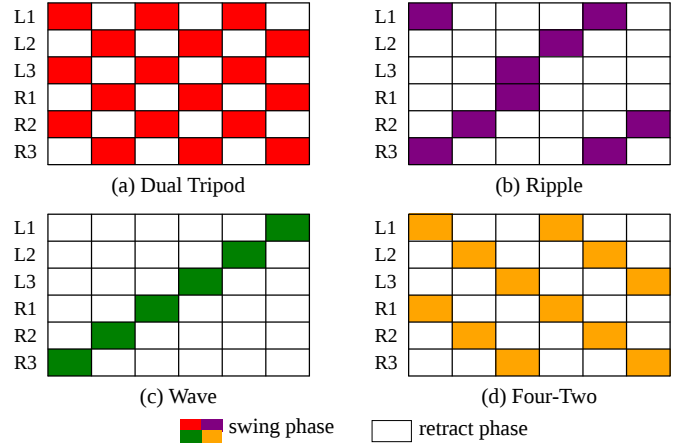 L1
L2
L3
R1
R2
R3
(a) Dual Tripod
L1
L2
L3
R1
R2
R3
(b) Ripple
L1
L2
L3
R1
R2
R3
(c) Wave
L1
L2
L3
R1
R2
R3
(d) Four-Two
swing phase
retract phase